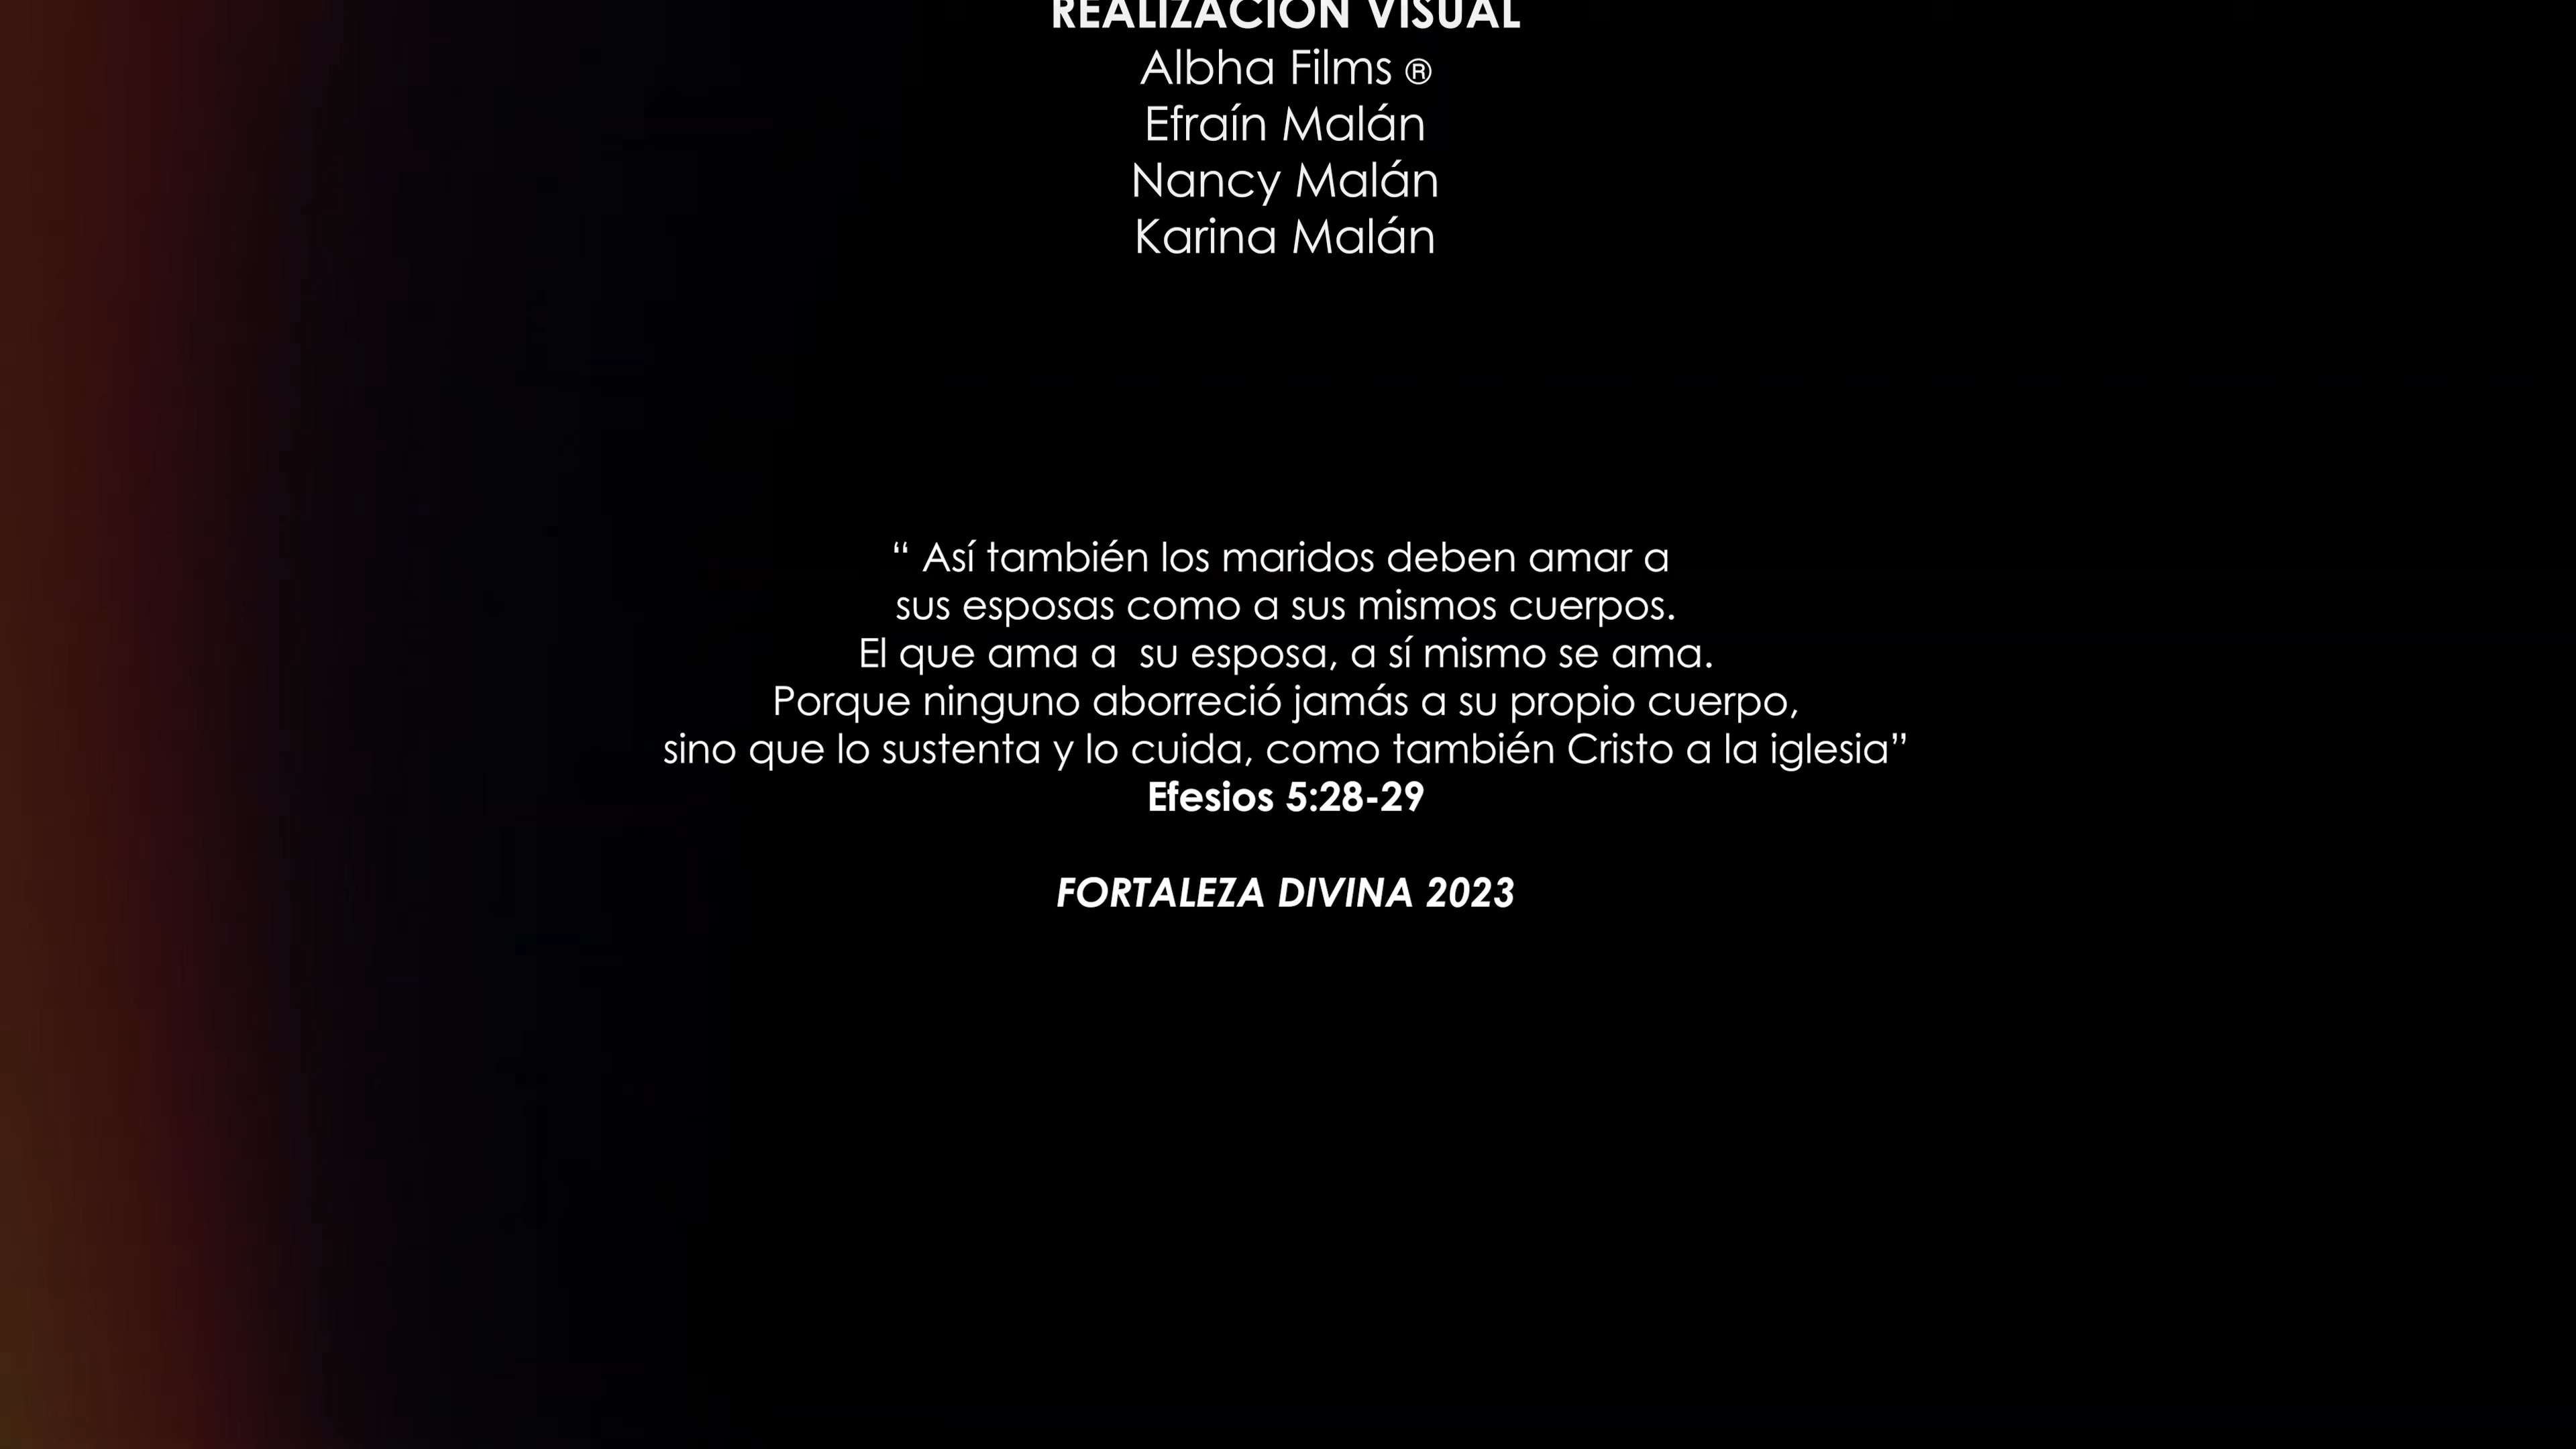 REALIZACIÓN VISUAL
Albha Films ®
Efraín Malán
Nancy Malán
Karina Malán
“ Así también los maridos deben amar a
sus esposas como a sus mismos cuerpos.
El que ama a  su esposa, a sí mismo se ama.
Porque ninguno aborreció jamás a su propio cuerpo,
sino que lo sustenta y lo cuida, como también Cristo a la iglesia”
Efesios 5:28-29
FORTALEZA DIVINA 2023